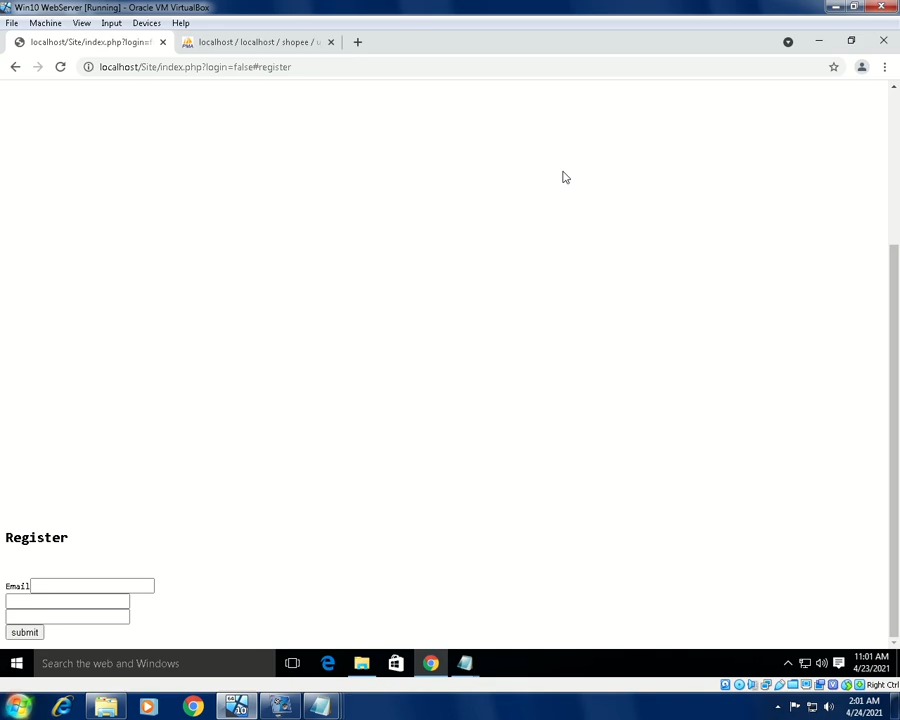 Win10 WebServer [Running] - Oracle VM VirtualBox
File Machine View Input Devices Help
localhost/Site/index.php?login=f
localhost / localhost / shopee / u
localhost/Site/index.php?login=false#register
Register
Email
submit
Search the web and Windows
11:01 AM
4/23/2021
Right Ctrl
2:01 AM
4/24/2021